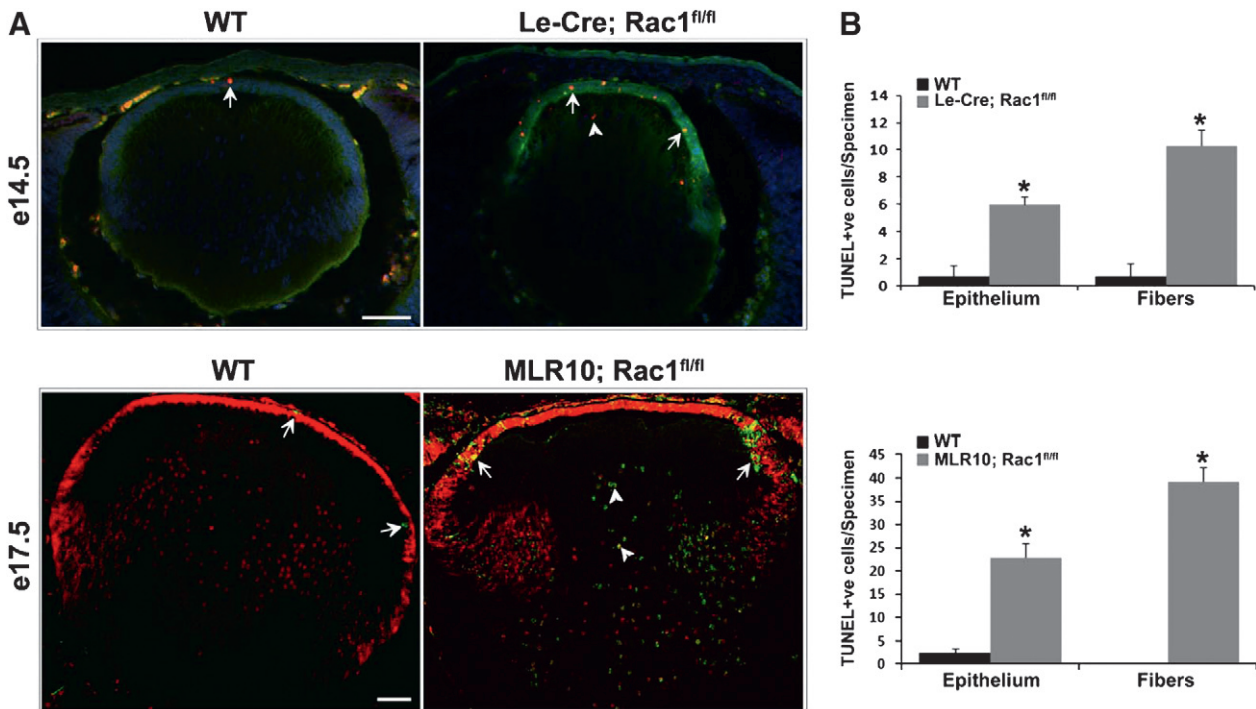 A
WT
Le-Cre; Rac1fl/fl
e14.5
B
WT
Le-Cre; Rac1fl/fl
TUNEL+ve cells/Specimen
14
12
10
8
6
4
2
0
*
*
Epithelium
Fibers
WT
MLR10; Rac1fl/fl
e17.5
WT
MLR10; Rac1fl/fl
TUNEL+ve cells/Specimen
45
40
35
30
25
20
15
10
5
0
*
*
Epithelium
Fibers